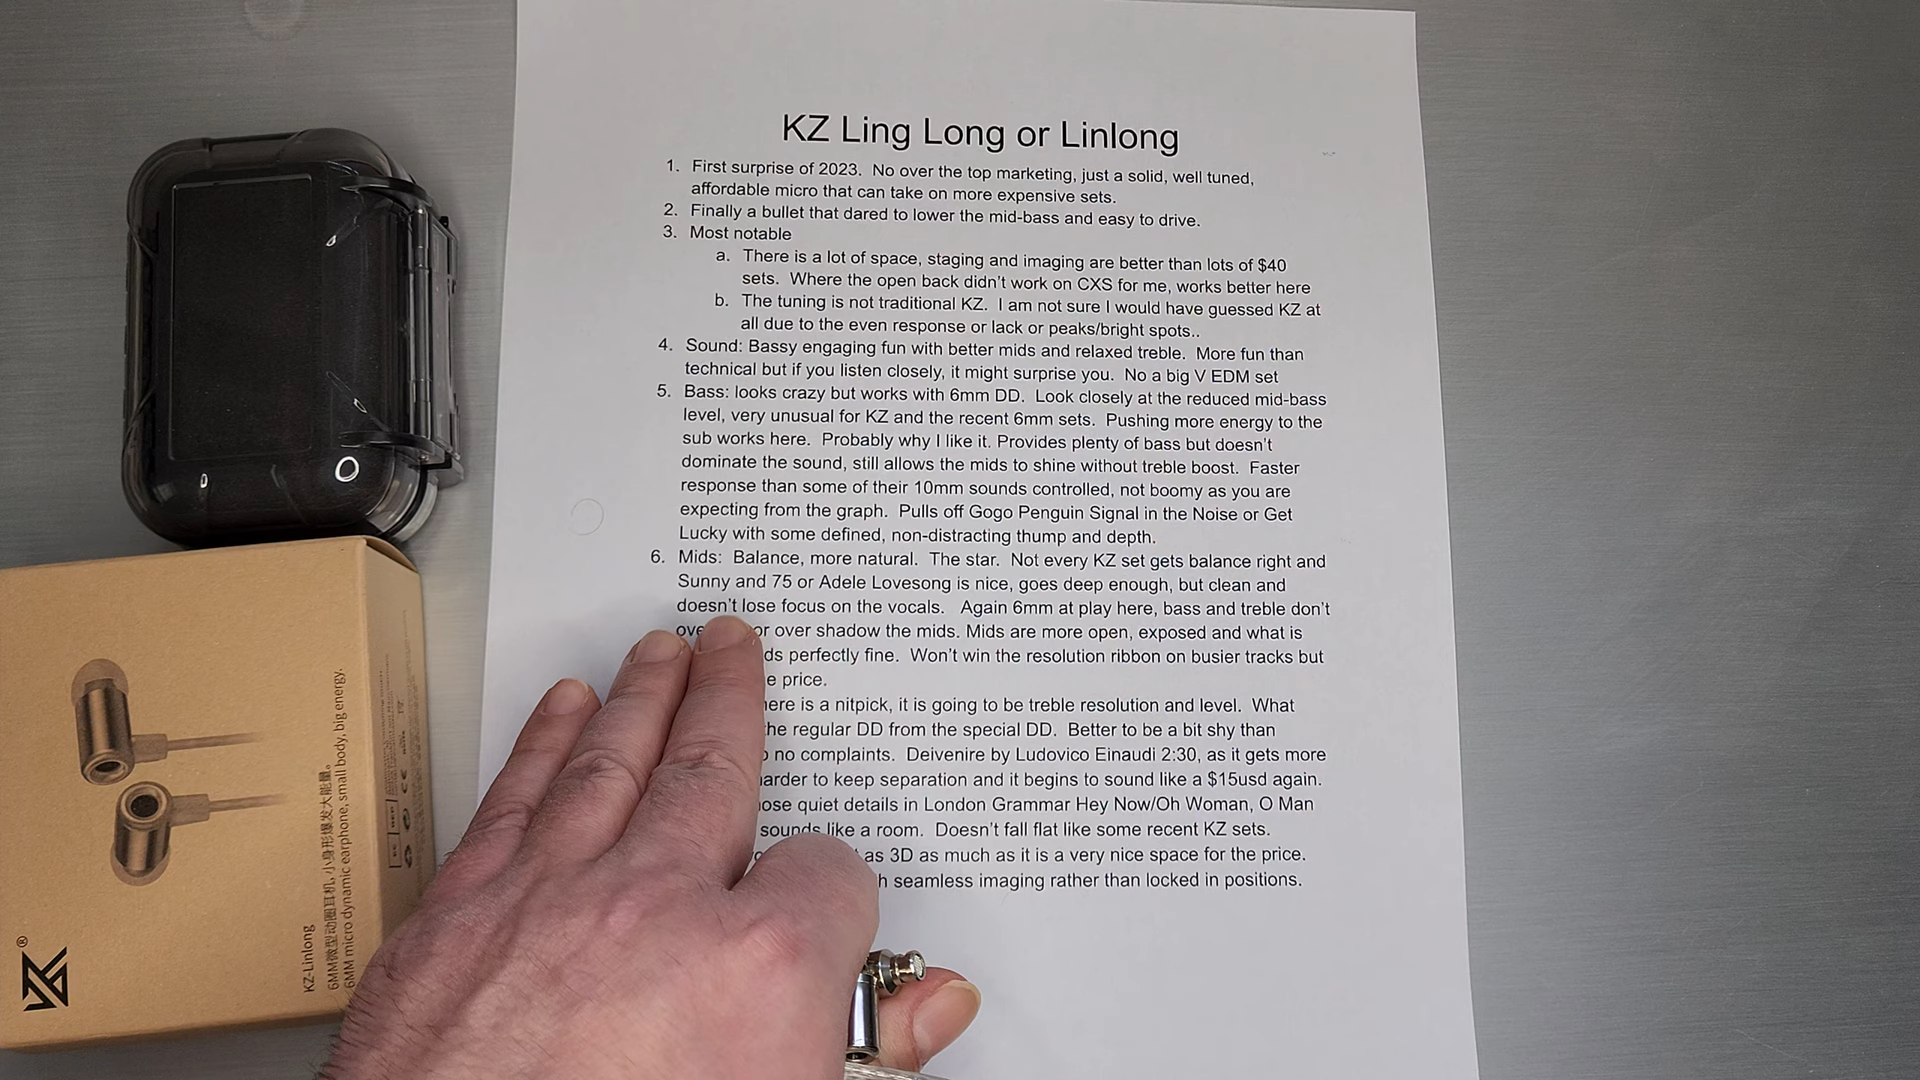 KZ Ling Long or Linlong
1. First surprise of 2023. No over the top marketing, just a solid, well tuned,
affordable micro that can take on more expensive sets.
2. Finally a bullet that dared to lower the mid-bass and easy to drive.
3. Most notable
a. There is a lot of space, staging and imaging are better than lots of $40
sets. Where the open back didn't work on CXS for me, works better here
b. The tuning is not traditional KZ. I am not sure I would have guessed KZ at
all due to the even response or lack or peaks/bright spots..
4. Sound: Bassy engaging fun with better mids and relaxed treble. More fun than
technical but if you listen closely, it might surprise you. No a big V EDM set
5. Bass: looks crazy but works with 6mm DD. Look closely at the reduced mid-bass
level, very unusual for KZ and the recent 6mm sets. Pushing more energy to the
sub works here. Probably why I like it. Provides plenty of bass but doesn't
dominate the sound, still allows the mids to shine without treble boost. Faster
response than some of their 10mm sounds controlled, not boomy as you are
expecting from the graph. Pulls off Gogo Penguin Signal in the Noise or Get
Lucky with some defined, non-distracting thump and depth.
6. Mids: Balance, more natural. The star. Not every KZ set gets balance right and
Sunny and 75 or Adele Lovesong is nice, goes deep enough, but clean and
doesn't lose focus on the vocals. Again 6mm at play here, bass and treble don't
or over shadow the mids. Mids are more open, exposed and what is
perfectly fine. Won't win the resolution ribbon on busier tracks but
price.
is a nitpick, it is going to be treble resolution and level. What
the regular DD from the special DD. Better to be a bit shy than
no complaints. Deivenire by Ludovico Einaudi 2:30, as it gets more
to keep separation and it begins to sound like a $15usd again.
quiet details in London Grammar Hey Now/Oh Woman, O Man
sounds like a room. Doesn't fall flat like some recent KZ sets.
as 3D as much as it is a very nice space for the price.
seamless imaging rather than locked in positions.
KZ®
KZ-Linlong
6MM微型动圈耳机, 小身形爆发大能量。
6MM micro dynamic earphone, small body, big energy.